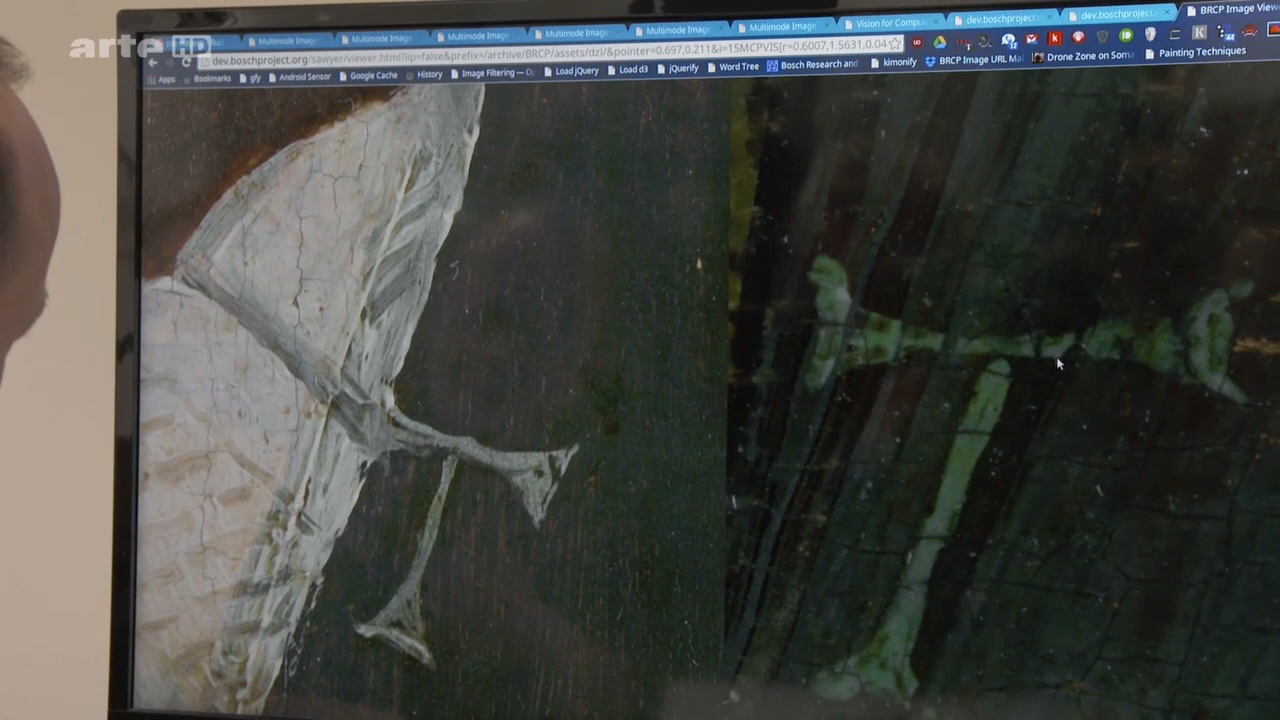 arte HD
Multimode Image
Multimode Image
Multimode Image
Multimode Image
Multimode Image
Multimode Image
Vision for Compu
dev.boschproject.
dev.boschproject.
BRCP Image View
dev.boschproject.org/sawyer/viewer.html?iip=false&prefix=/archive/BRCP/assets/dzi/&pointer=0.697,0.211&i=15MCPVIS[r=0.6007,1.5631,0.04
Apps Bookmarks gfy Android Sensor Google Cache History Image Filtering — O Load jQuery Load d3 jQuerify Word Tree Bosch Research and kimonify BRCP Image URL Ma Drone Zone on Soma Painting Techniques